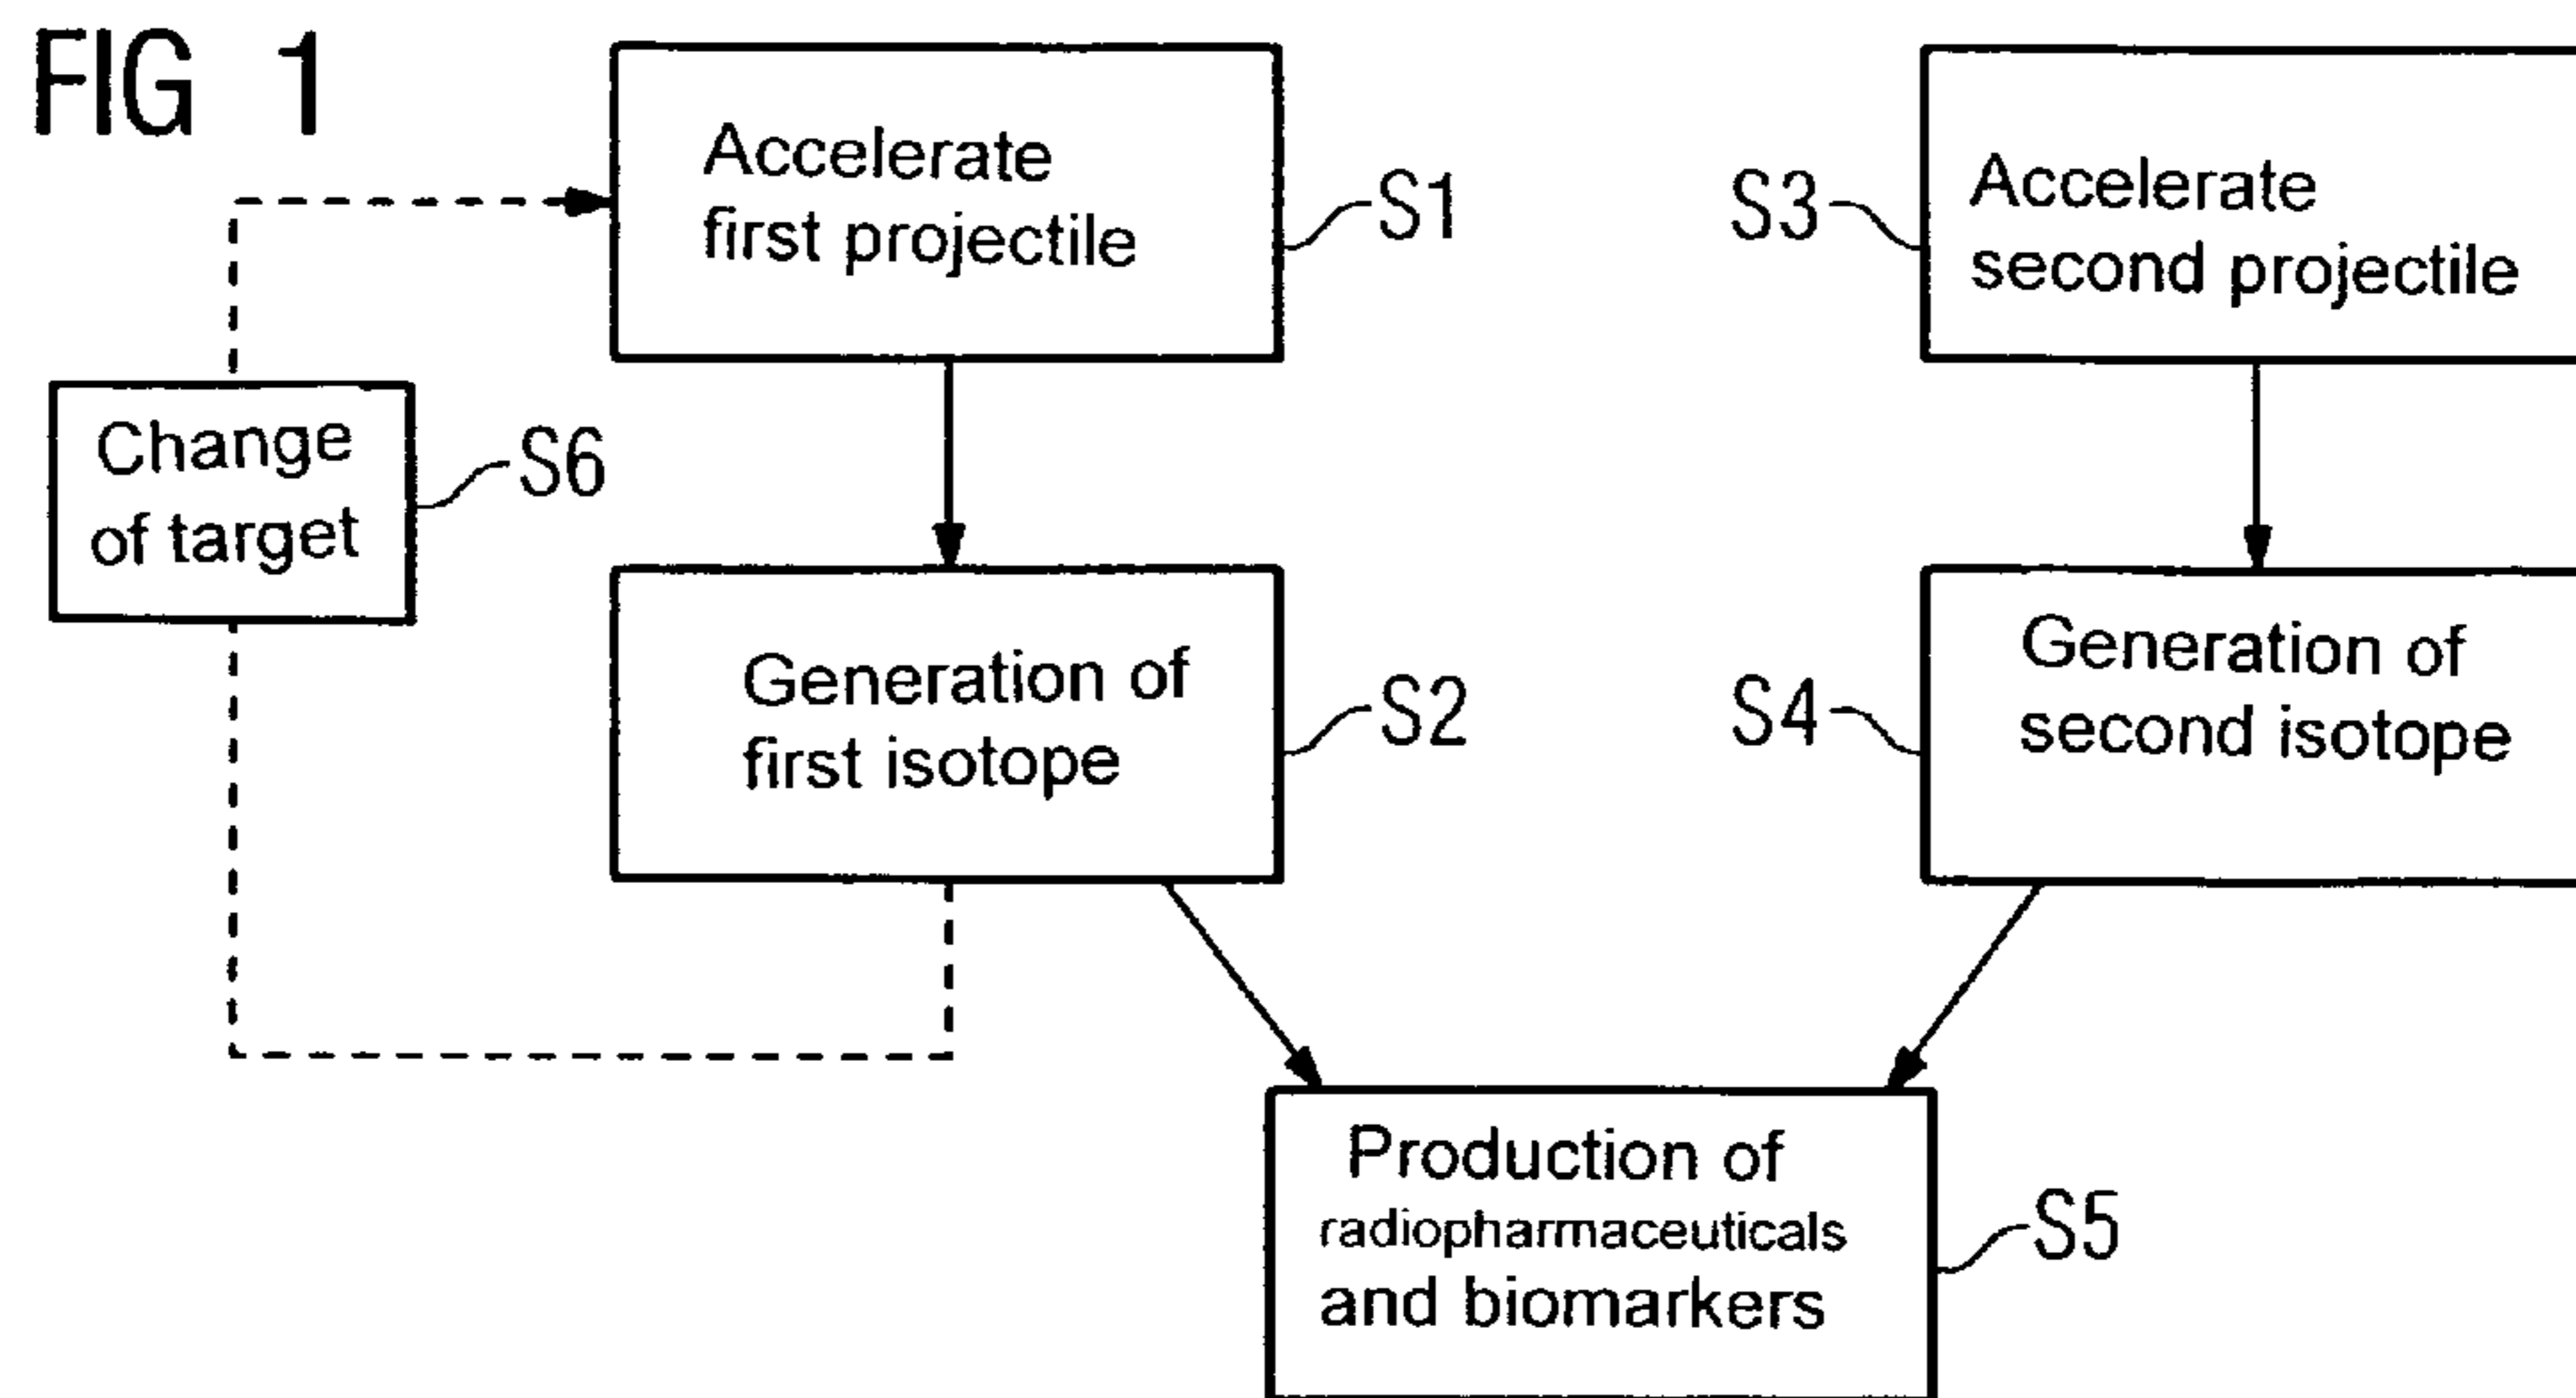 FIG 1
Accelerate
first projectile
S1
S3
Accelerate
second projectile
Change
of target
S6
Generation of
first isotope
S2
S4
Generation of
second isotope
Production of
radiopharmaceuticals
and biomarkers
S5